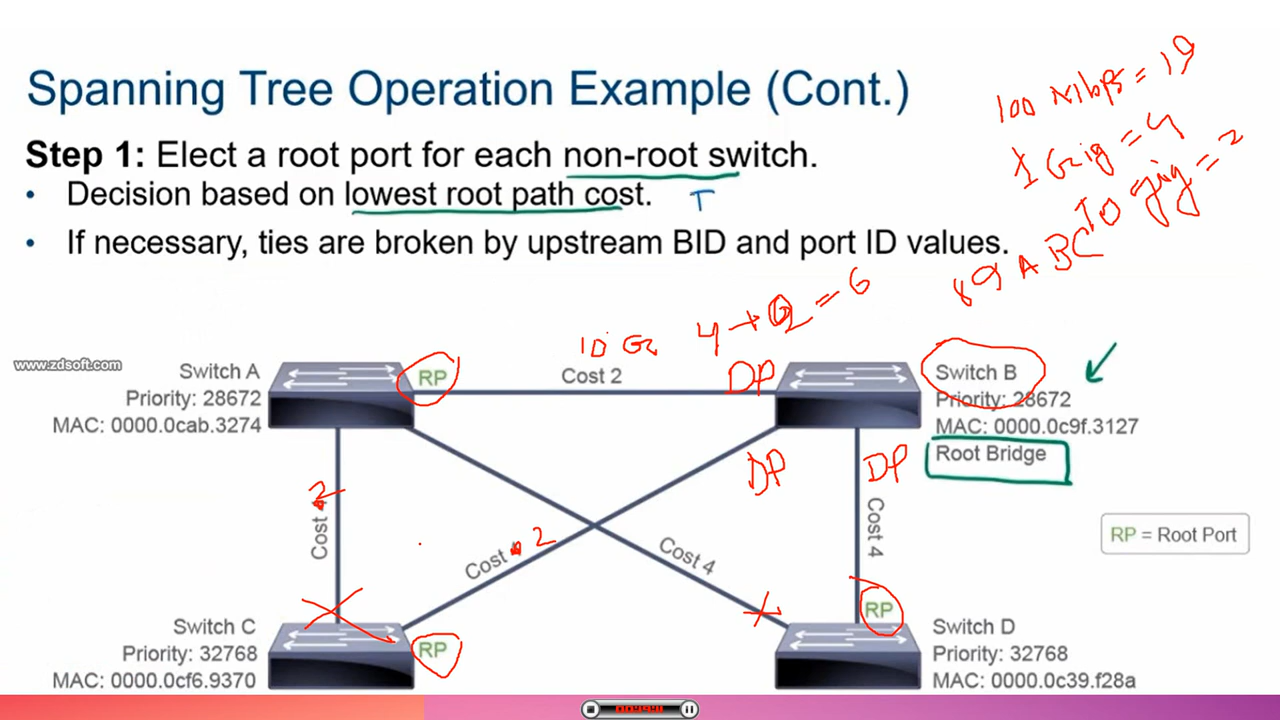 Spanning Tree Operation Example (Cont.)
100 Mbps = 19
1 Gig = 4
10 gig = 2
Step 1: Elect a root port for each non-root switch.
• Decision based on lowest root path cost. T
• If necessary, ties are broken by upstream BID and port ID values.
89 A BC
4 + 2 = 6
10 G
www.zdsoft.com
Switch A
Priority: 28672
MAC: 0000.0cab.3274
RP
Cost 2
DP
Switch B
Priority: 28672
MAC: 0000.0c9f.3127
Root Bridge
DP
DP
Cost 2
Cost 2
Cost 4
Cost 4
RP = Root Port
Switch C
Priority: 32768
MAC: 0000.0cf6.9370
RP
RP
Switch D
Priority: 32768
MAC: 0000.0c39.f28a